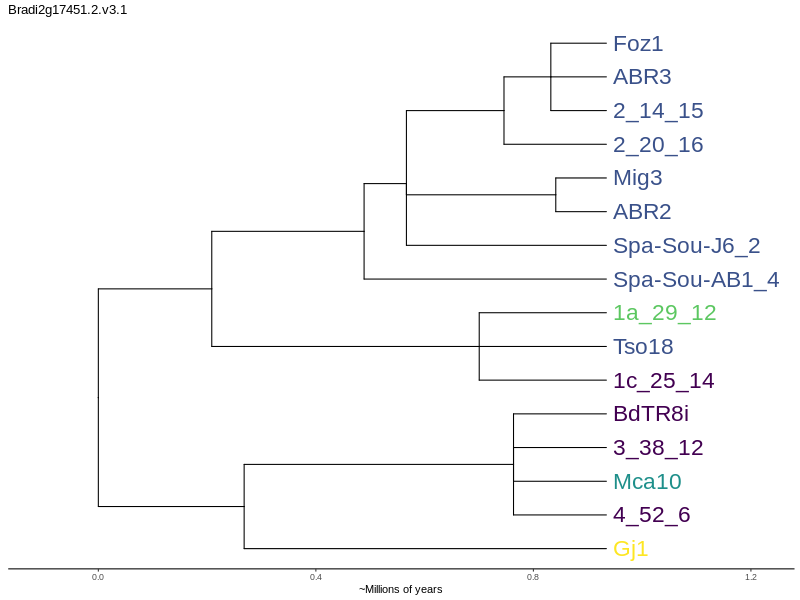 Bradi2g17451.2.v3.1
Foz1
ABR3
2_14_15
2_20_16
Mig3
ABR2
Spa-Sou-J6_2
Spa-Sou-AB1_4
1a_29_12
Tso18
1c_25_14
BdTR8i
3_38_12
Mca10
4_52_6
Gj1
0.0 0.4 0.8 1.2
~Millions of years